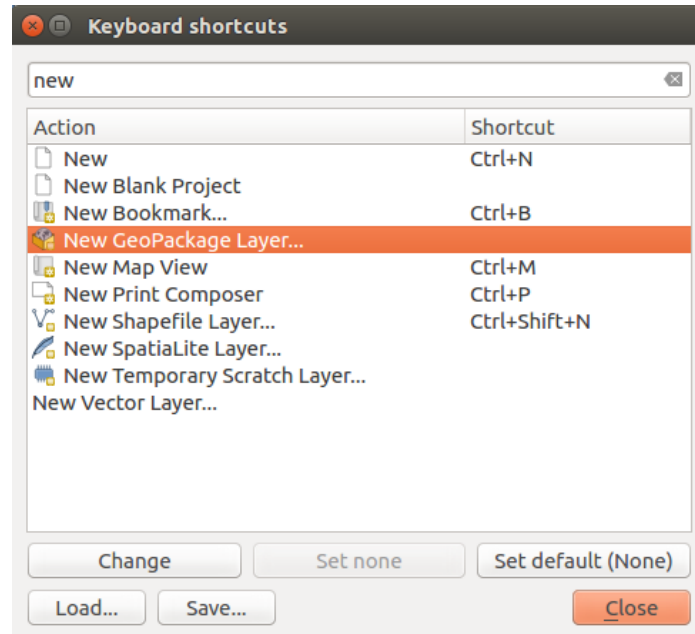 Keyboard shortcuts
new
Action Shortcut
New Ctrl+N
New Blank Project
New Bookmark... Ctrl+B
New GeoPackage Layer...
New Map View Ctrl+M
New Print Composer Ctrl+P
New Shapefile Layer... Ctrl+Shift+N
New SpatiaLite Layer...
New Temporary Scratch Layer...
New Vector Layer...
Change Set none Set default (None)
Load... Save... Close